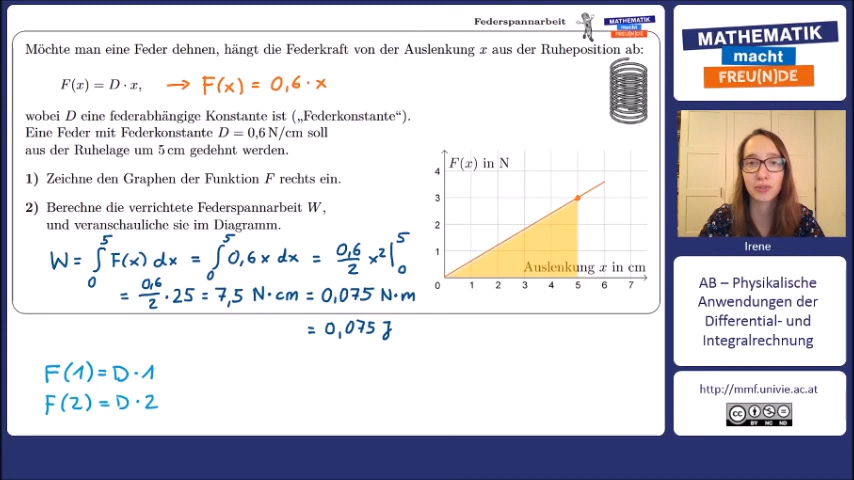 Federspannarbeit
MATHEMATIK
macht
FREU(N)DE
Möchte man eine Feder dehnen, hängt die Federkraft von der Auslenkung x aus der Ruheposition ab:
F(x) = D · x, → F(x) = 0,6 · x
wobei D eine federabhängige Konstante ist („Federkonstante“).
Eine Feder mit Federkonstante D = 0,6 N/cm soll
aus der Ruhelage um 5 cm gedehnt werden.
1) Zeichne den Graphen der Funktion F rechts ein.
2) Berechne die verrichtete Federspannarbeit W,
und veranschauliche sie im Diagramm.
W = ∫₀⁵ F(x) dx = ∫₀⁵ 0,6 x dx = 0,6/2 x²|₀⁵
= 0,6/2 · 25 = 7,5 N·cm = 0,075 N·m
= 0,075 J
F(x) in N
4
3
2
1
Auslenkung x in cm
0 1 2 3 4 5 6 7
F(1) = D · 1
F(2) = D · 2
MATHEMATIK
macht
FREU(N)DE
Irene
AB – Physikalische
Anwendungen der
Differential- und
Integralrechnung
http://mmf.univie.ac.at
CC BY NC ND